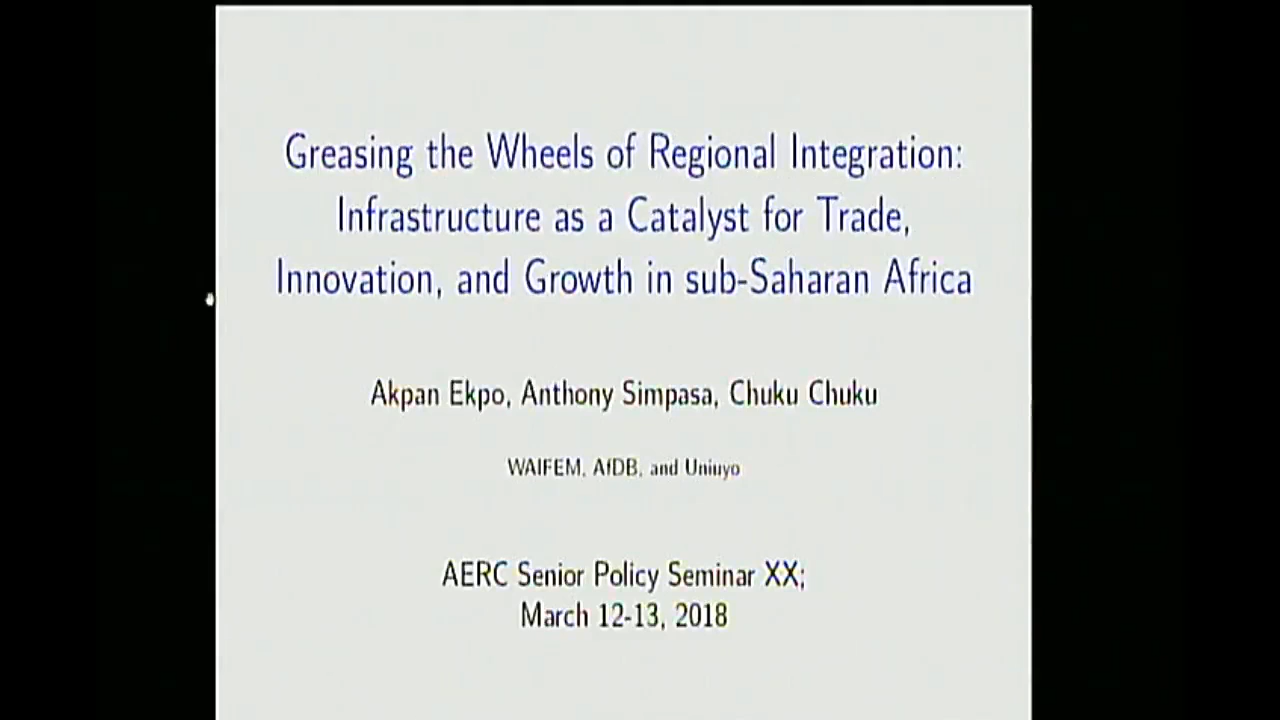 Greasing the Wheels of Regional Integration:
Infrastructure as a Catalyst for Trade,
Innovation, and Growth in sub-Saharan Africa
Akpan Ekpo, Anthony Simpasa, Chuku Chuku
WAIFEM, AfDB, and Uniuyo
AERC Senior Policy Seminar XX;
March 12-13, 2018